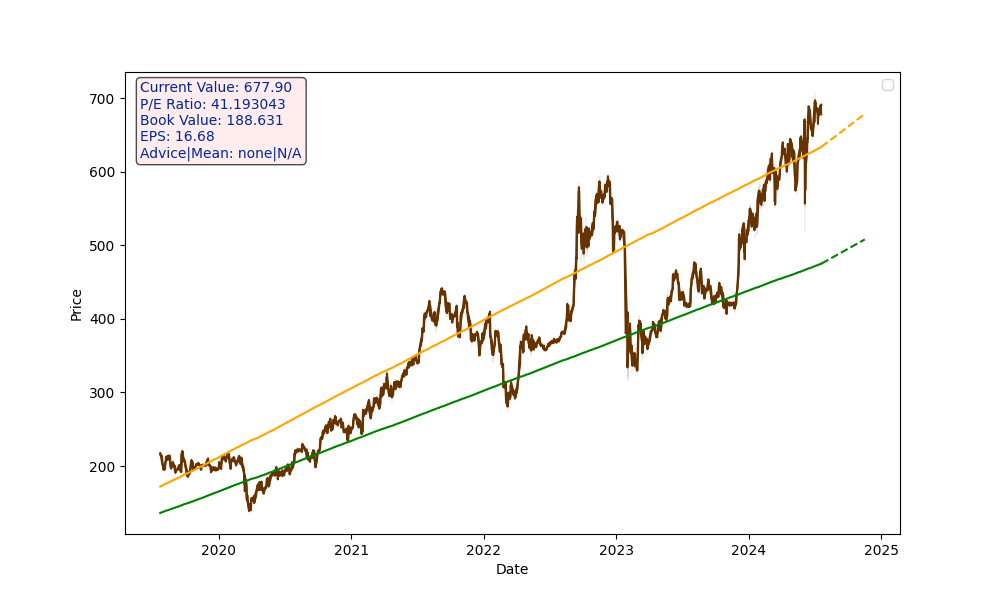 Current Value: 677.90
P/E Ratio: 41.193043
Book Value: 188.631
EPS: 16.68
Advice|Mean: none|N/A
700
600
500
400
300
200
Price
2020 2021 2022 2023 2024 2025
Date